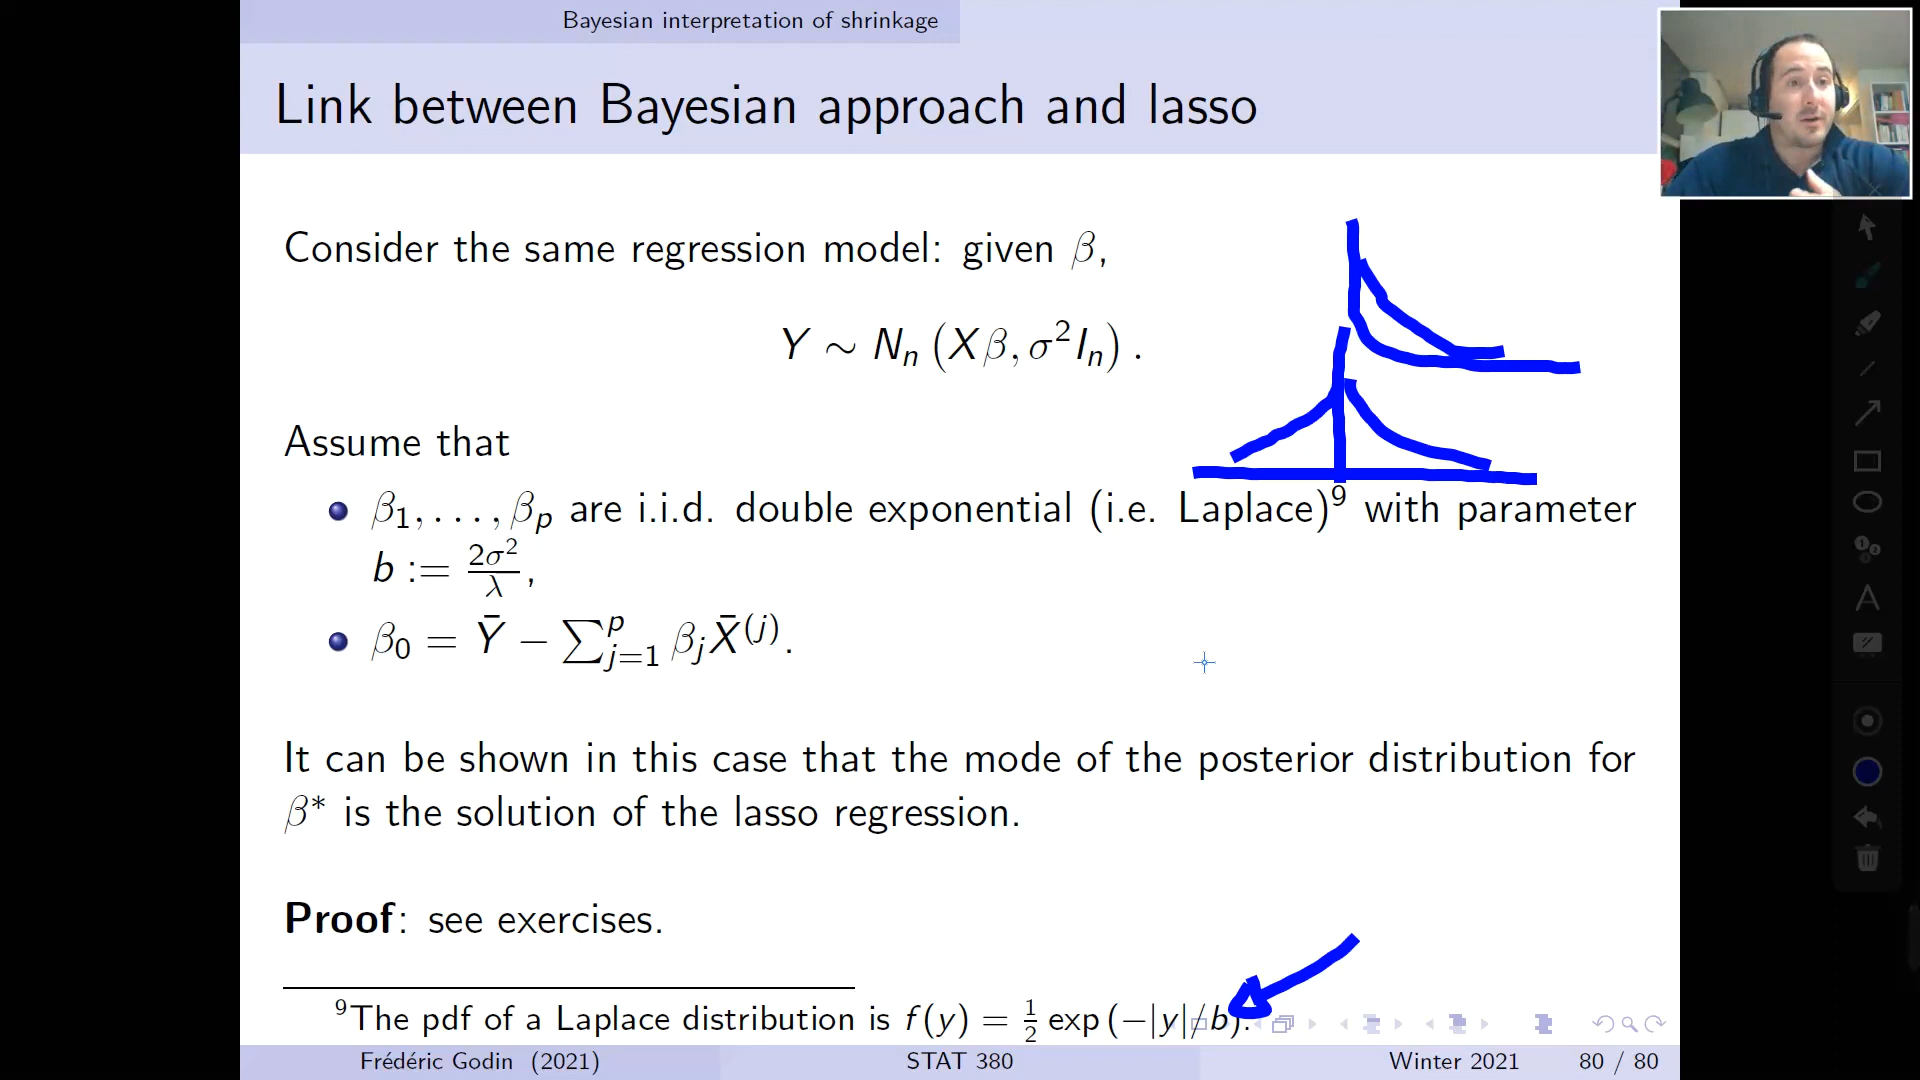 Bayesian interpretation of shrinkage
Link between Bayesian approach and lasso
Consider the same regression model: given β,
Y ∼ Nₙ (Xβ, σ²Iₙ) .
Assume that
β₁, . . . , βₚ are i.i.d. double exponential (i.e. Laplace)⁹ with parameter
b := 2σ²/λ,
β₀ = Ȳ − ∑ᵖⱼ₌₁ βⱼX̄⁽ʲ⁾.
It can be shown in this case that the mode of the posterior distribution for
β* is the solution of the lasso regression.
Proof: see exercises.
⁹The pdf of a Laplace distribution is f(y) = ½ exp (−|y|/b).
Frédéric Godin (2021) STAT 380 Winter 2021 80 / 80